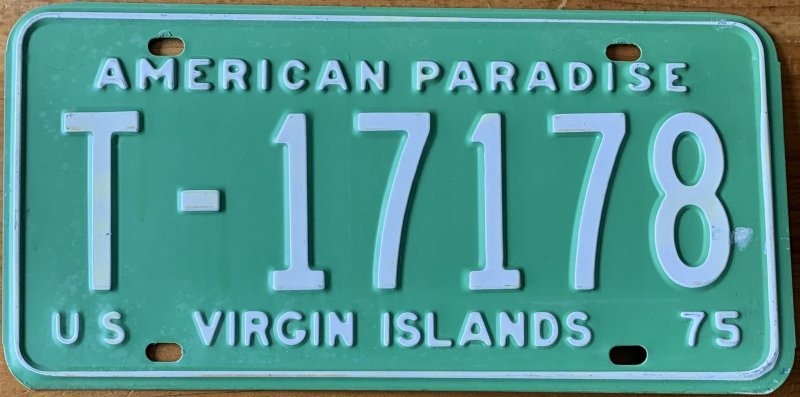 AMERICAN PARADISE
T-17178
US VIRGIN ISLANDS 75